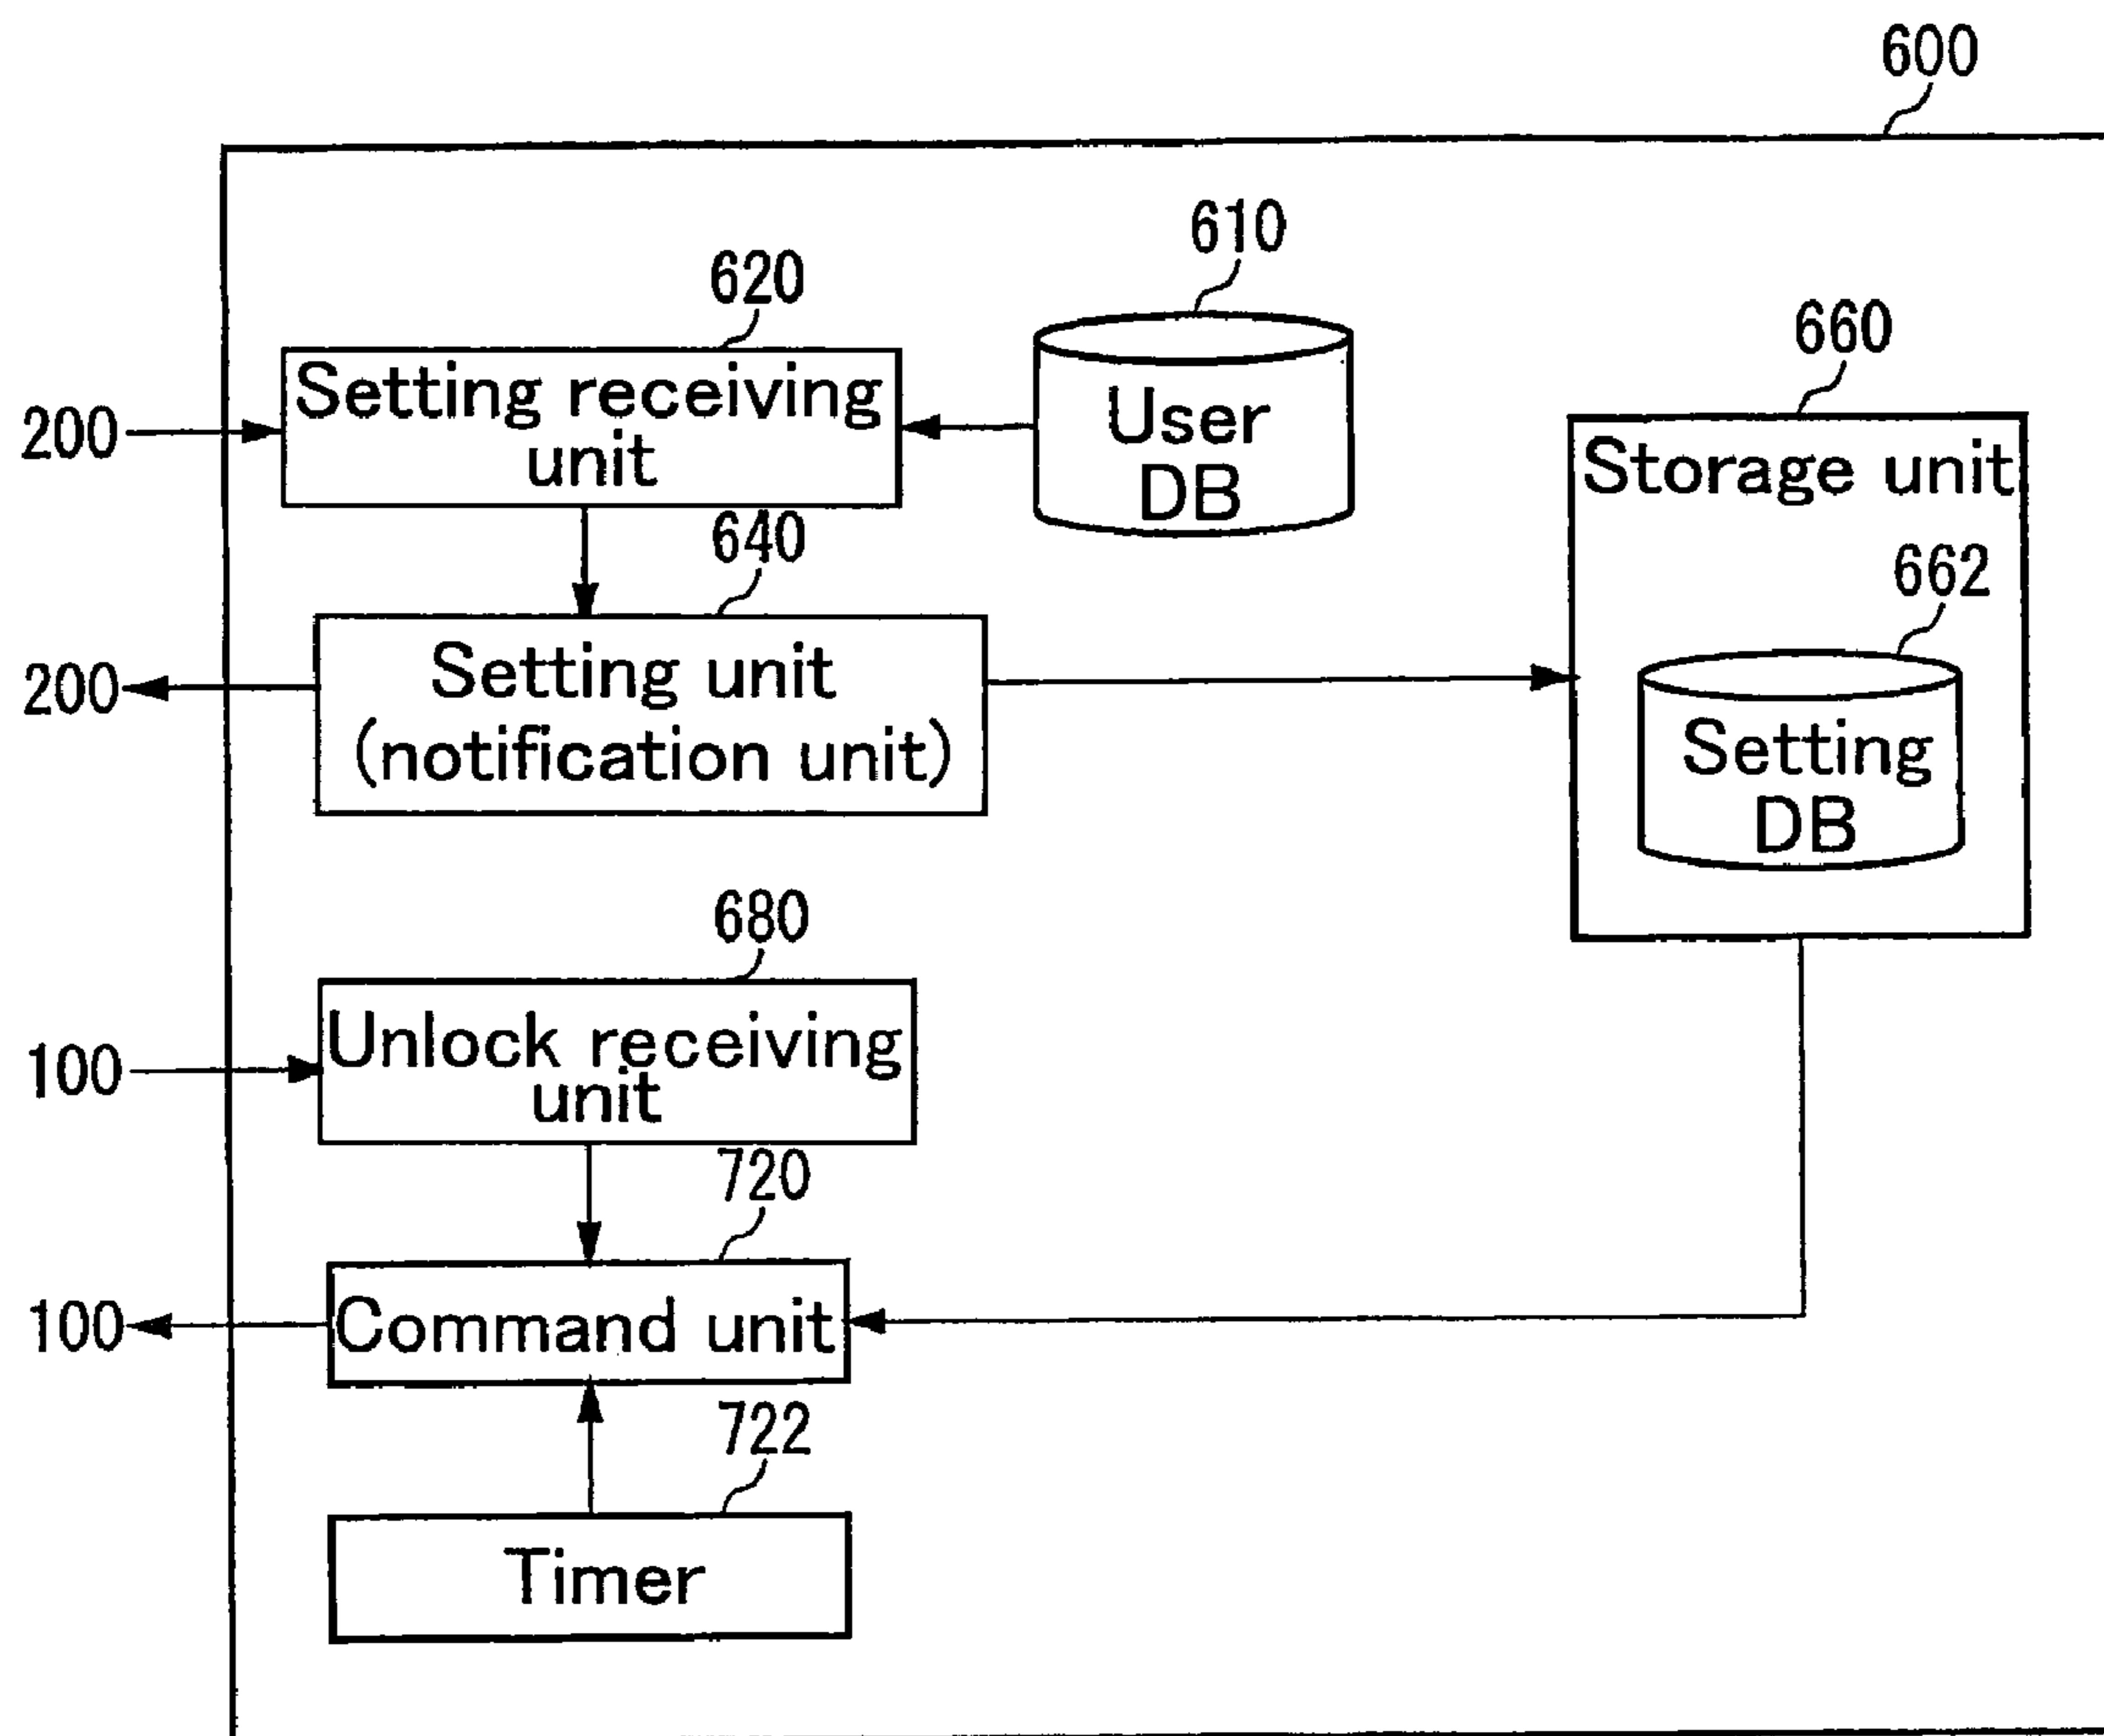 600
610
620
660
Setting receiving
unit
200
User
DB
Storage unit
640
662
Setting unit
(notification unit)
200
Setting
DB
680
Unlock receiving
unit
100
720
Command unit
100
722
Timer